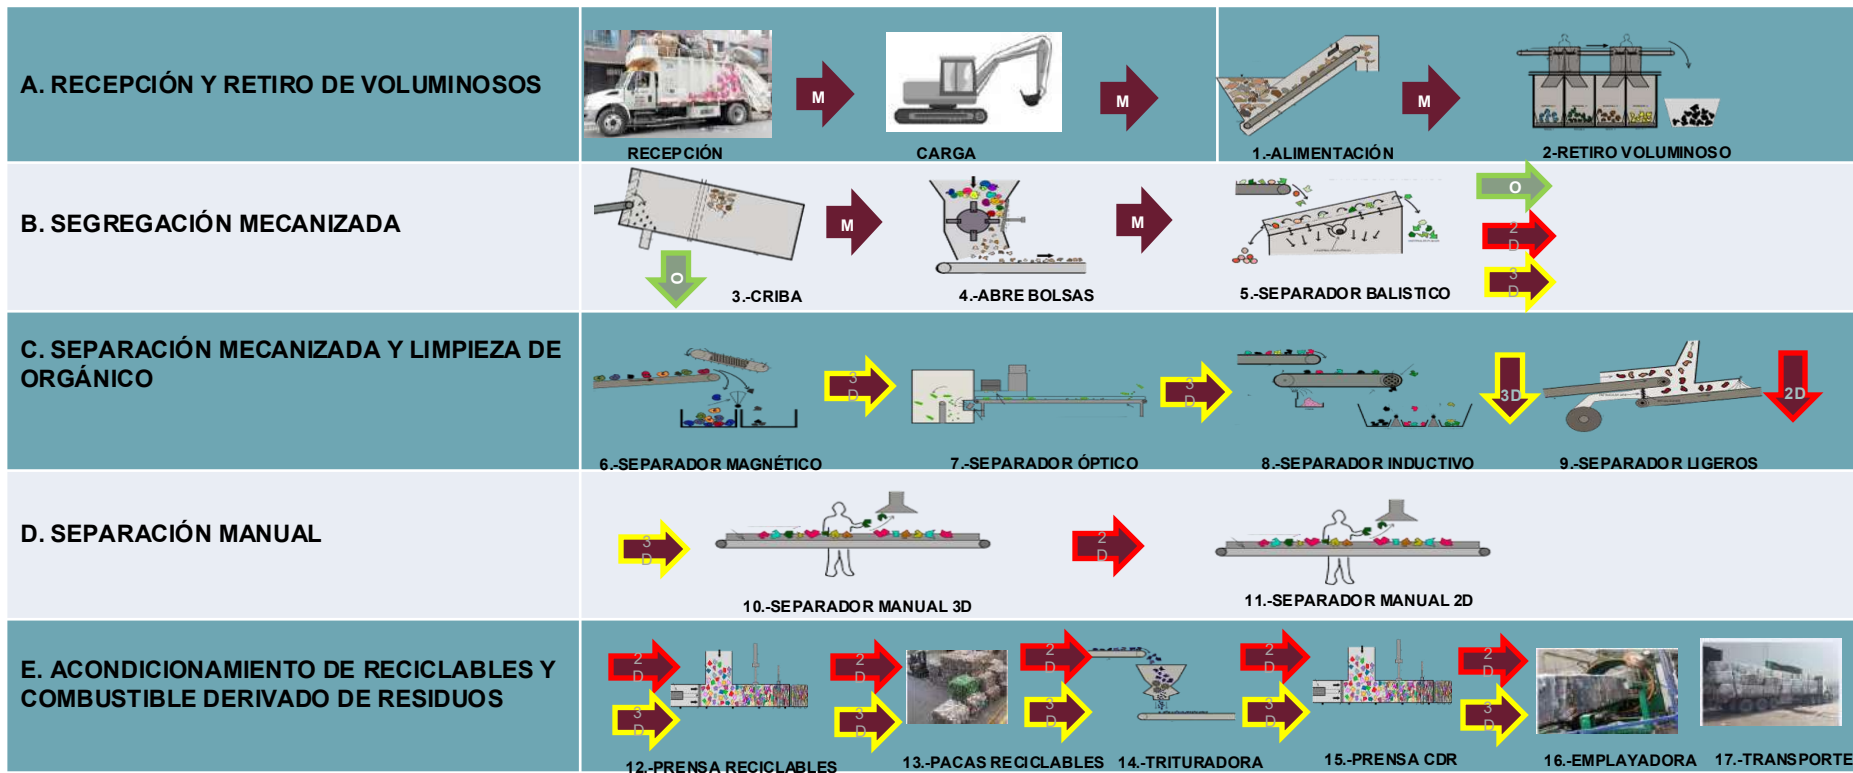 A. RECEPCIÓN Y RETIRO DE VOLUMINOSOS
M
M
M
RECEPCIÓN
CARGA
1.-ALIMENTACIÓN
2-RETIRO VOLUMINOSO
B. SEGREGACIÓN MECANIZADA
M
M
O
2D
3D
O
3.-CRIBA
4.-ABRE BOLSAS
5.-SEPARADOR BALISTICO
C. SEPARACIÓN MECANIZADA Y LIMPIEZA DE
ORGÁNICO
3D
3D
3D
2D
6.-SEPARADOR MAGNÉTICO
7.-SEPARADOR ÓPTICO
8.-SEPARADOR INDUCTIVO
9.-SEPARADOR LIGEROS
D. SEPARACIÓN MANUAL
3D
2D
10.-SEPARADOR MANUAL 3D
11.-SEPARADOR MANUAL 2D
E. ACONDICIONAMIENTO DE RECICLABLES Y
COMBUSTIBLE DERIVADO DE RESIDUOS
2D
2D
2D
2D
2D
3D
3D
3D
3D
3D
12.-PRENSA RECICLABLES
13.-PACAS RECICLABLES
14.-TRITURADORA
15.-PRENSA CDR
16.-EMPLAYADORA
17.-TRANSPORTE